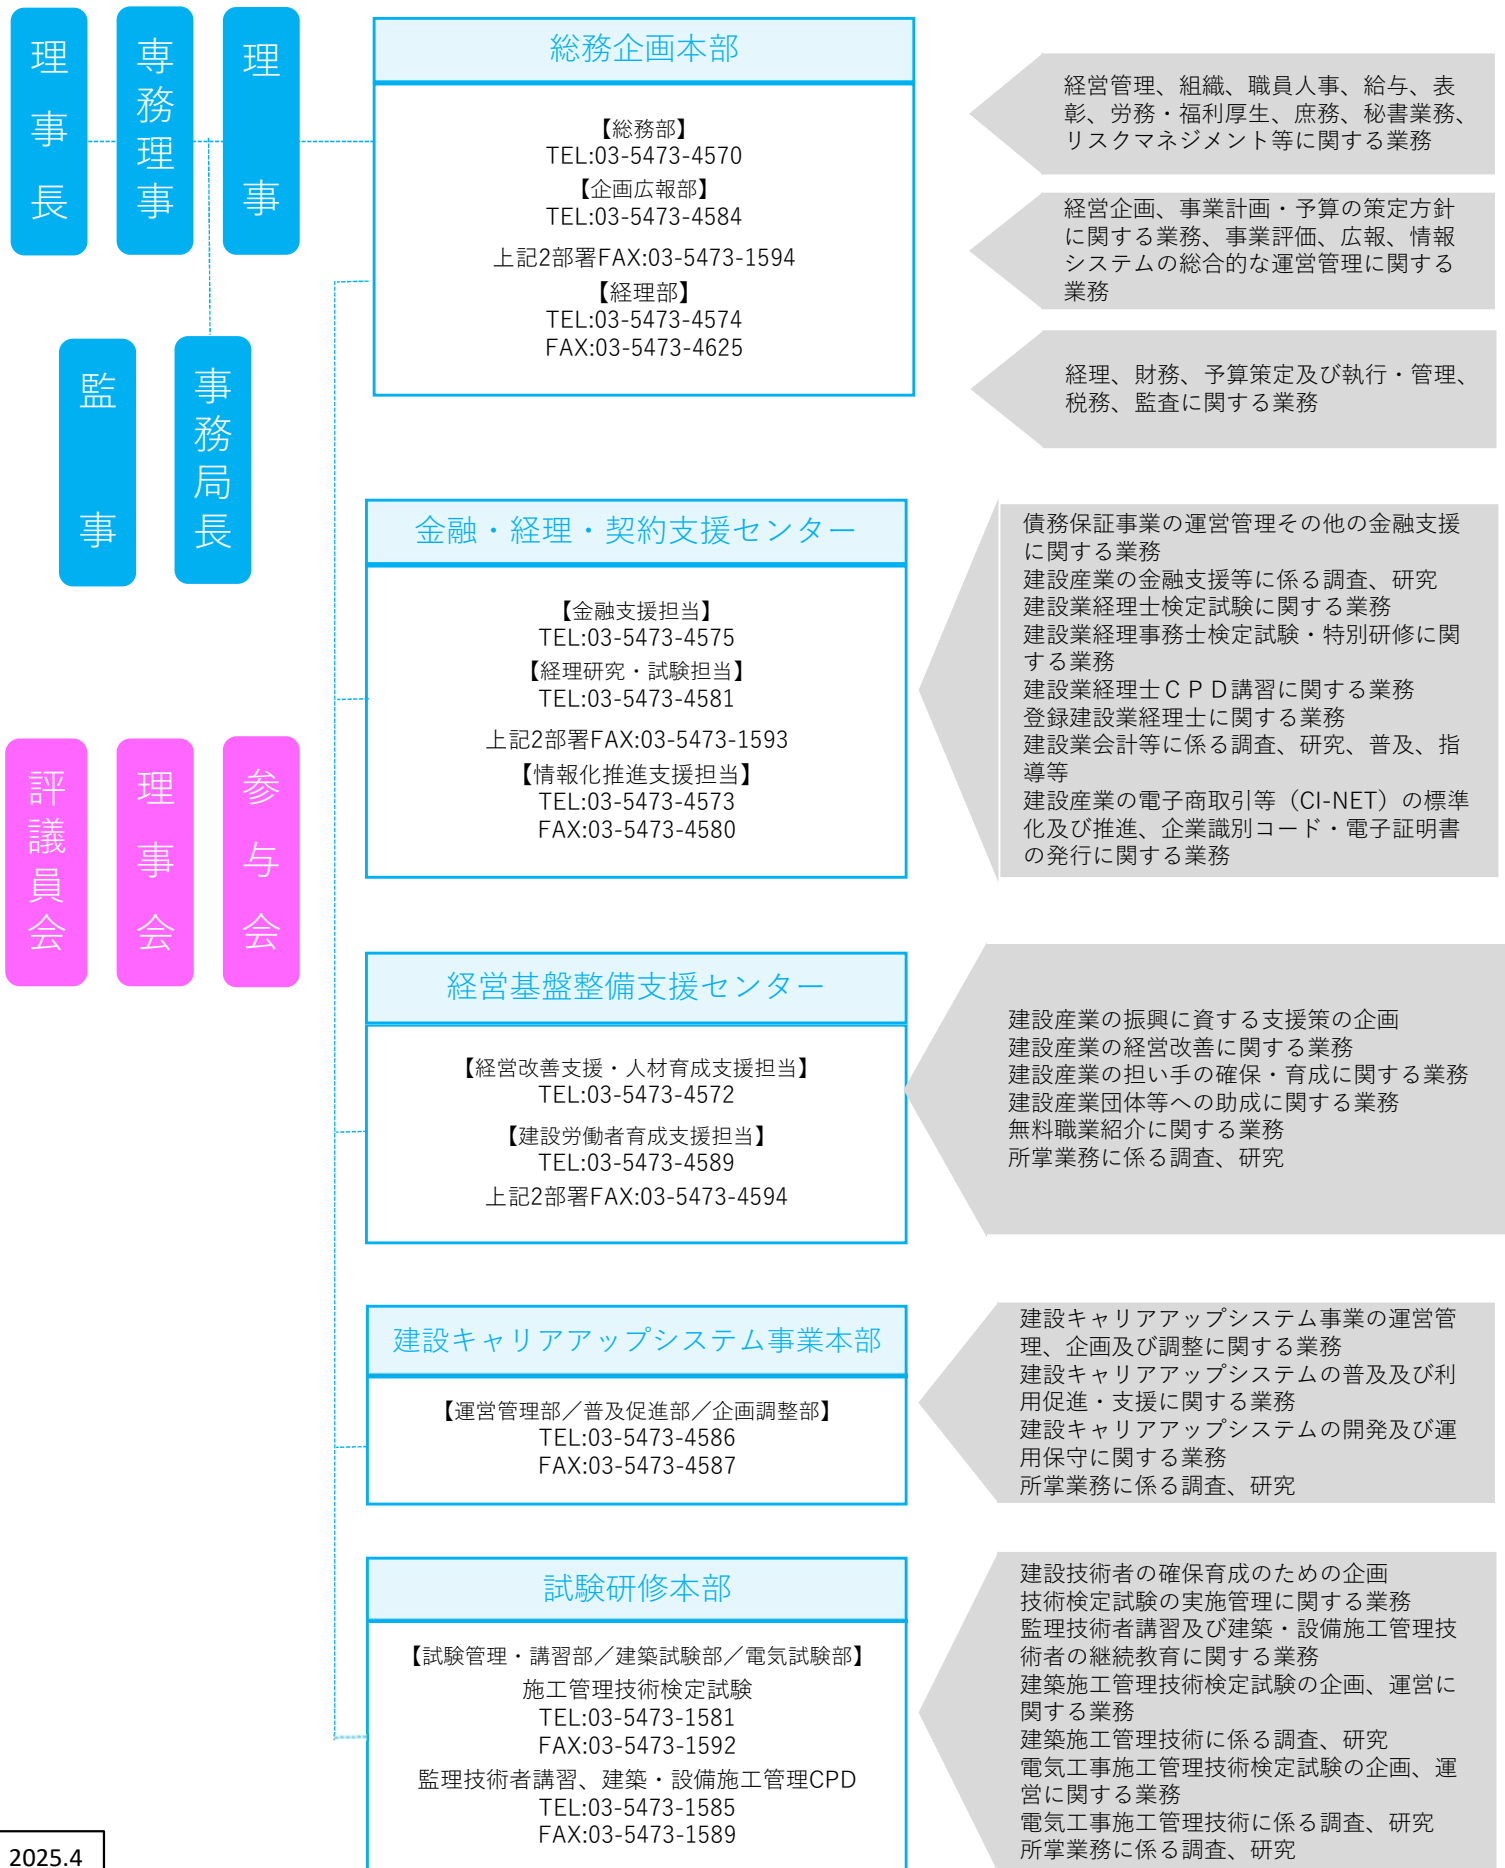 理事長
専務理事
理事
監事
事務局長
評議員会
理事会
参与会
総務企画本部
【総務部】
TEL:03-5473-4570
【企画広報部】
TEL:03-5473-4584
上記2部署FAX:03-5473-1594
【経理部】
TEL:03-5473-4574
FAX:03-5473-4625
経営管理、組織、職員人事、給与、表
彰、労務・福利厚生、庶務、秘書業務、
リスクマネジメント等に関する業務
経営企画、事業計画・予算の策定方針
に関する業務、事業評価、広報、情報
システムの総合的な運営管理に関する
業務
経理、財務、予算策定及び執行・管理、
税務、監査に関する業務
金融・経理・契約支援センター
【金融支援担当】
TEL:03-5473-4575
【経理研究・試験担当】
TEL:03-5473-4581
上記2部署FAX:03-5473-1593
【情報化推進支援担当】
TEL:03-5473-4573
FAX:03-5473-4580
債務保証事業の運営管理その他の金融支援
に関する業務
建設産業の金融支援等に係る調査、研究
建設業経理士検定試験に関する業務
建設業経理事務士検定試験・特別研修に関
する業務
建設業経理士ＣＰＤ講習に関する業務
登録建設業経理士に関する業務
建設業会計等に係る調査、研究、普及、指
導等
建設産業の電子商取引等（CI-NET）の標準
化及び推進、企業識別コード・電子証明書
の発行に関する業務
経営基盤整備支援センター
【経営改善支援・人材育成支援担当】
TEL:03-5473-4572
【建設労働者育成支援担当】
TEL:03-5473-4589
上記2部署FAX:03-5473-4594
建設産業の振興に資する支援策の企画
建設産業の経営改善に関する業務
建設産業の担い手の確保・育成に関する業務
建設産業団体等への助成に関する業務
無料職業紹介に関する業務
所掌業務に係る調査、研究
建設キャリアアップシステム事業本部
【運営管理部／普及促進部／企画調整部】
TEL:03-5473-4586
FAX:03-5473-4587
建設キャリアアップシステム事業の運営管
理、企画及び調整に関する業務
建設キャリアアップシステムの普及及び利
用促進・支援に関する業務
建設キャリアアップシステムの開発及び運
用保守に関する業務
所掌業務に係る調査、研究
試験研修本部
【試験管理・講習部／建築試験部／電気試験部】
施工管理技術検定試験
TEL:03-5473-1581
FAX:03-5473-1592
監理技術者講習、建築・設備施工管理CPD
TEL:03-5473-1585
FAX:03-5473-1589
建設技術者の確保育成のための企画
技術検定試験の実施管理に関する業務
監理技術者講習及び建築・設備施工管理技
術者の継続教育に関する業務
建築施工管理技術検定試験の企画、運営に
関する業務
建築施工管理技術に係る調査、研究
電気工事施工管理技術検定試験の企画、運
営に関する業務
電気工事施工管理技術に係る調査、研究
所掌業務に係る調査、研究
2025.4